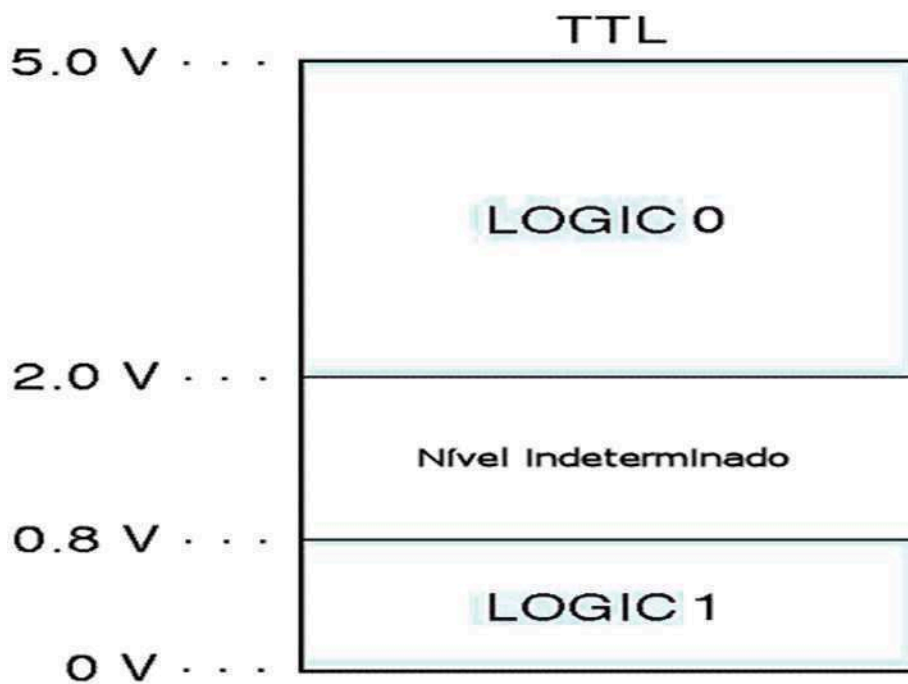 TTL
5.0 V . . .
LOGIC 0
2.0 V . . .
Nível Indeterminado
0.8 V . . .
LOGIC 1
0 V . . .